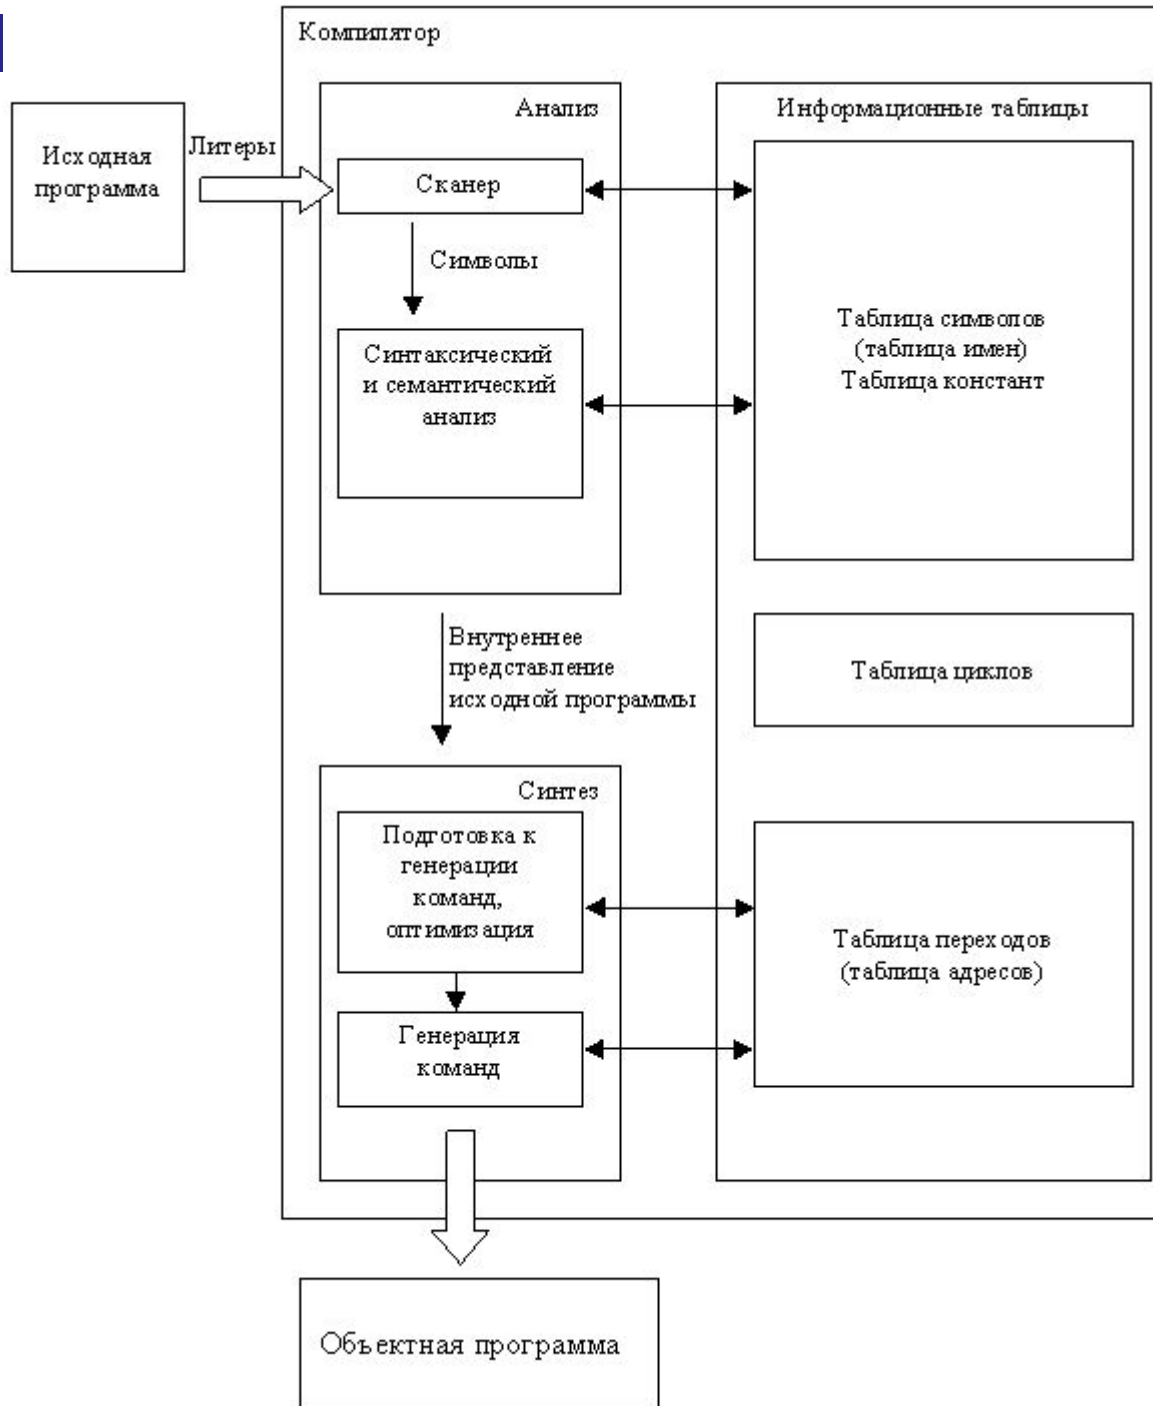 Компилятор
Анализ
Информационные таблицы
Исходная
программа
Литеры
Сканер
Символы
Синтаксический
и семантический
анализ
Таблица символов
(таблица имен)
Таблица констант
Внутреннее
представление
исходной программы
Таблица циклов
Синтез
Подготовка к
генерации
команд,
оптимизация
Таблица переходов
(таблица адресов)
Генерация
команд
Объектная программа